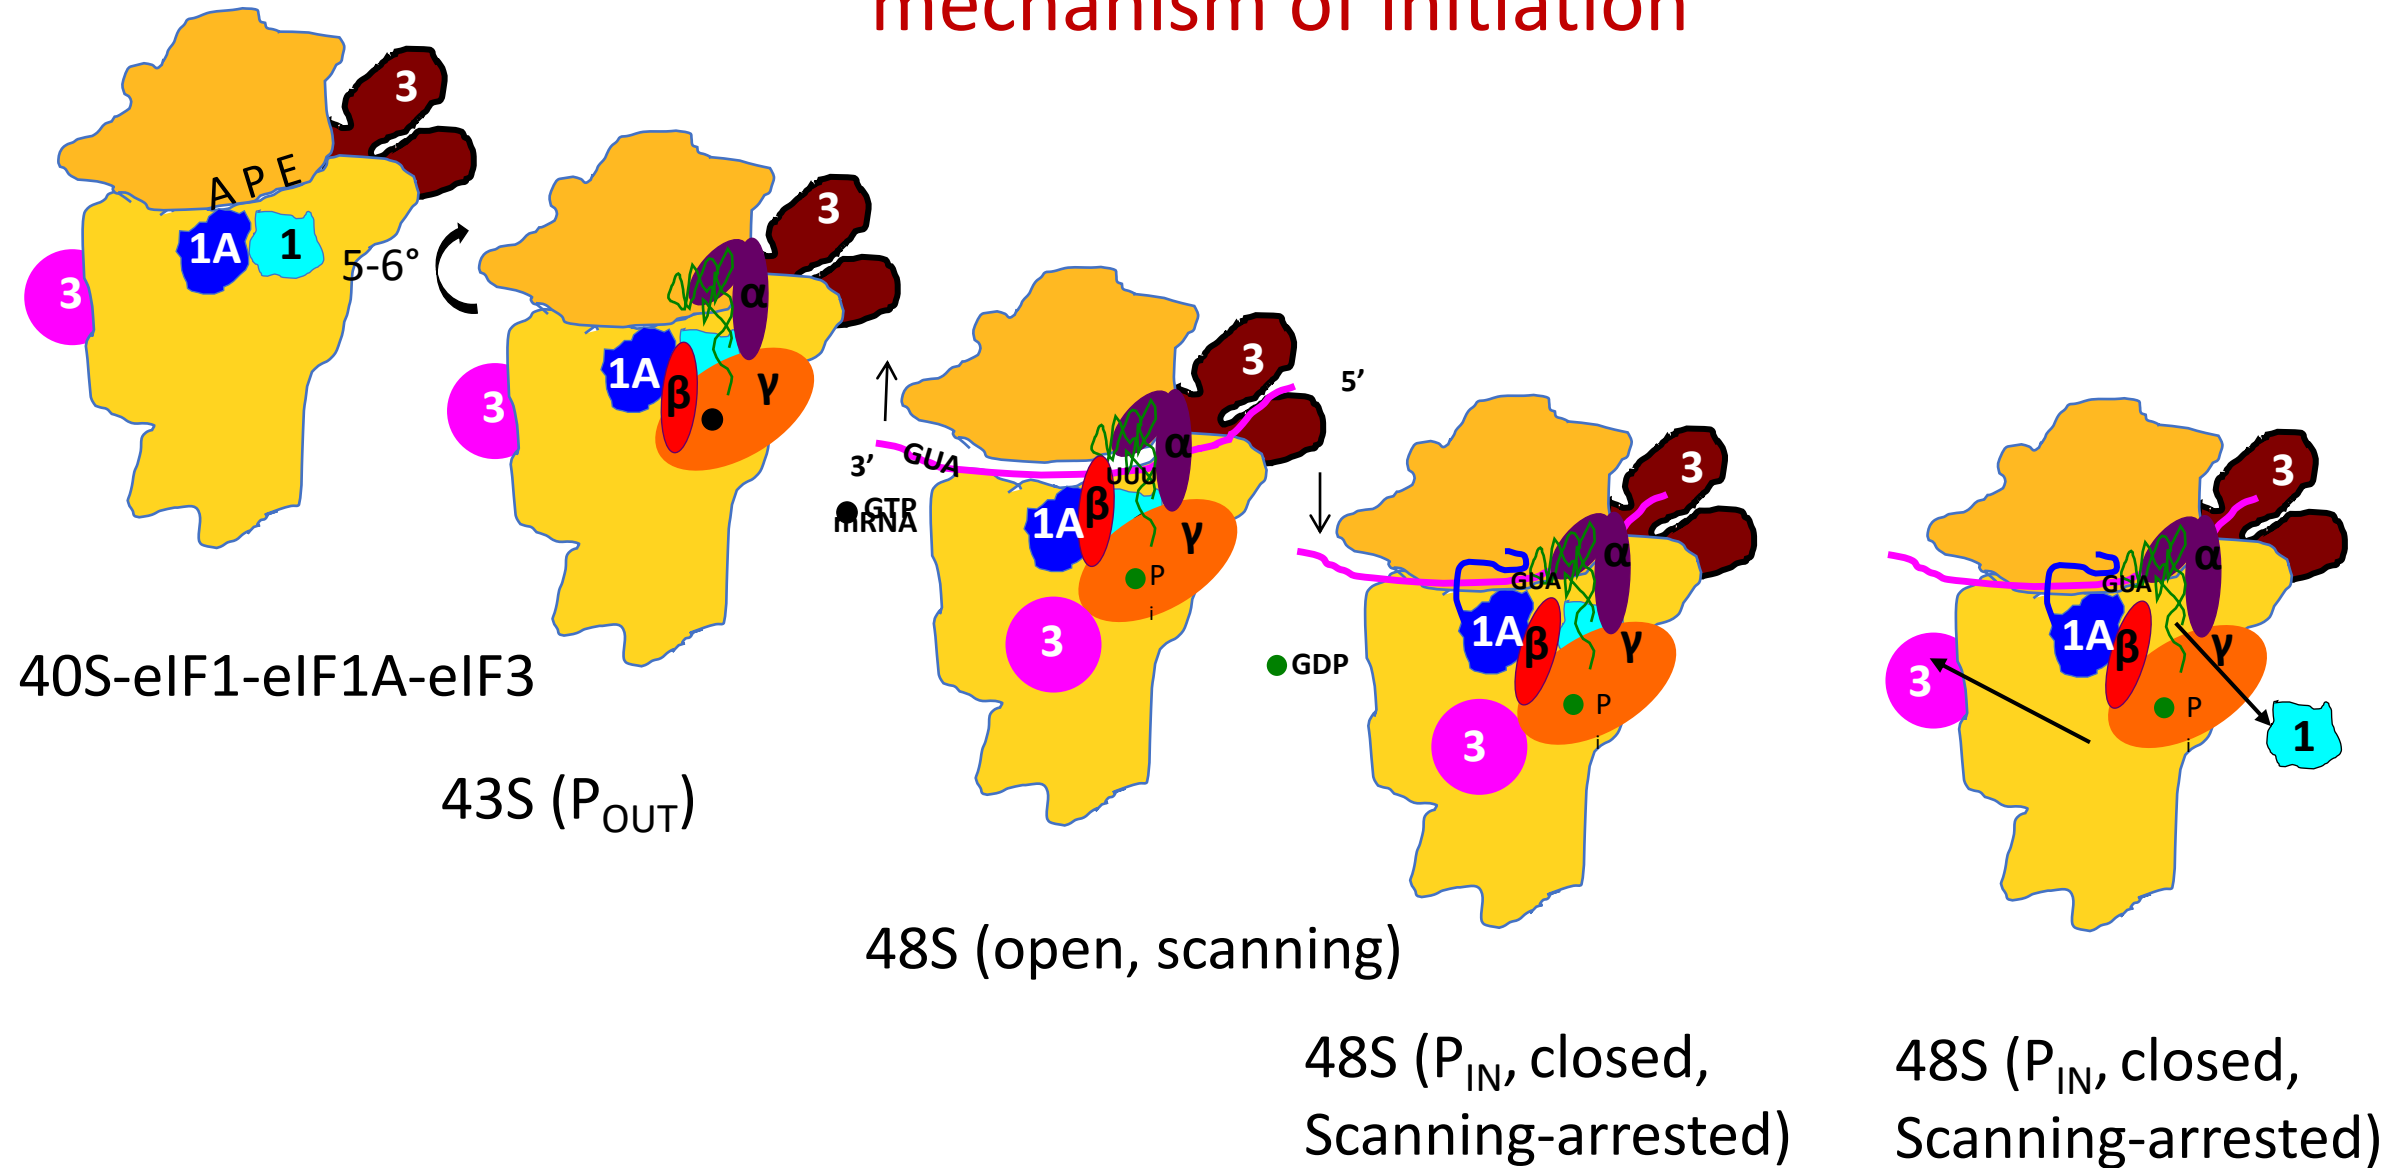 mechanism of initiation
3
A P E
1A
1
3
5-6°
40S-eIF1-eIF1A-eIF3
3
α
1A
β
γ
3
43S (POUT)
3
5’
α
GUA
3’
UUU
GTP
mRNA
1A
β
γ
P
i
3
48S (open, scanning)
GDP
3
α
GUA
1A
β
γ
P
i
3
48S (PIN, closed,
Scanning-arrested)
3
α
GUA
1A
β
γ
3
P
i
1
48S (PIN, closed,
Scanning-arrested)